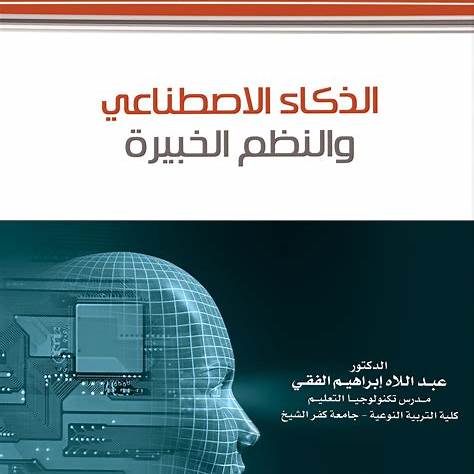 الذكاء الاصطناعي
والنظم الخبيرة
الدكتور
عبد اللاه إبراهيم الفقي
مدرس تكنولوجيا التعليم
كلية التربية النوعية - جامعة كفر الشيخ